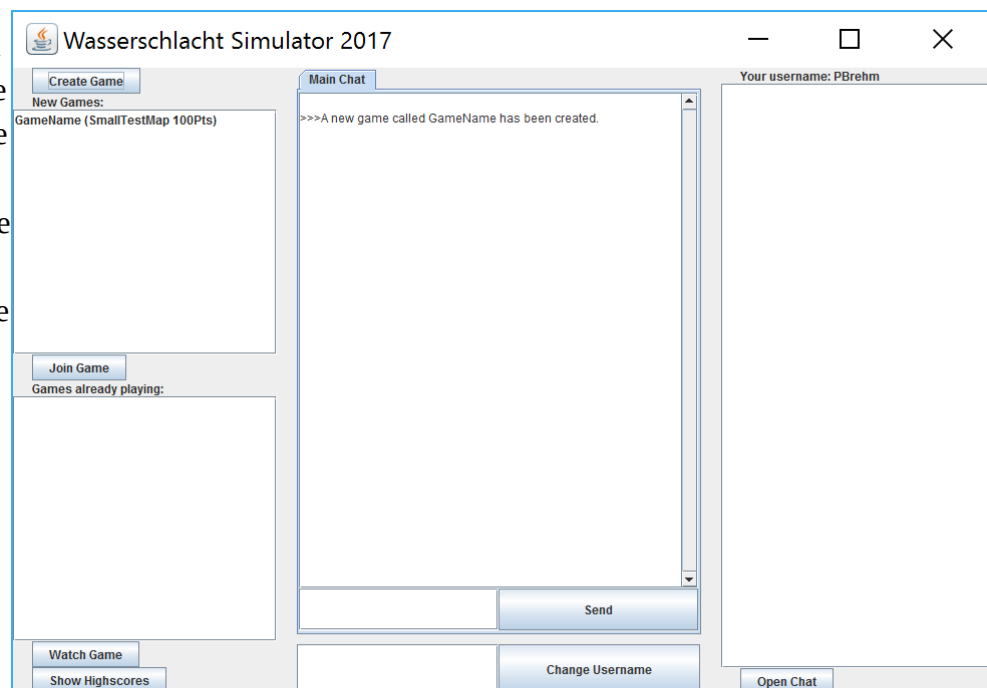 Wasserschlacht Simulator 2017
Create Game
New Games:
GameName (SmallTestMap 100Pts)
Join Game
Games already playing:
Watch Game
Show Highscores
Main Chat
>>>A new game called GameName has been created.
Send
Change Username
Your username: PBrehm
Open Chat